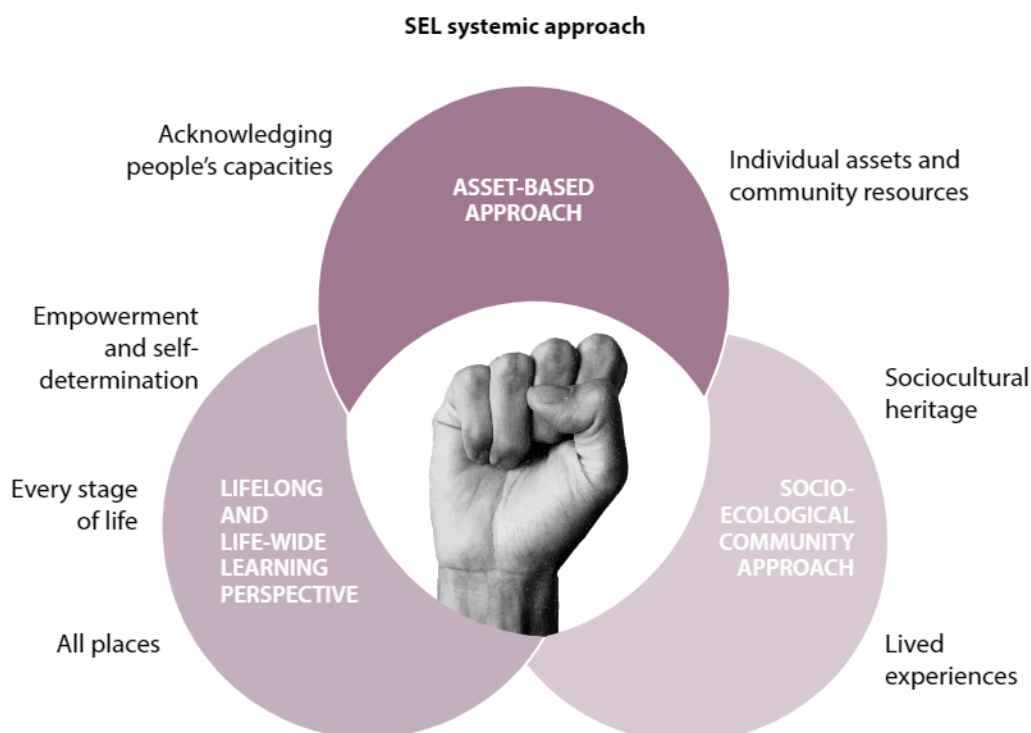 SEL systemic approach
Acknowledging
people's capacities
ASSET-BASED
APPROACH
Individual assets and
community resources
Empowerment
and self-
determination
Sociocultural
heritage
Every stage
of life
LIFELONG
AND
LIFE-WIDE
LEARNING
PERSPECTIVE
SOCIO-
ECOLOGICAL
COMMUNITY
APPROACH
All places
Lived
experiences